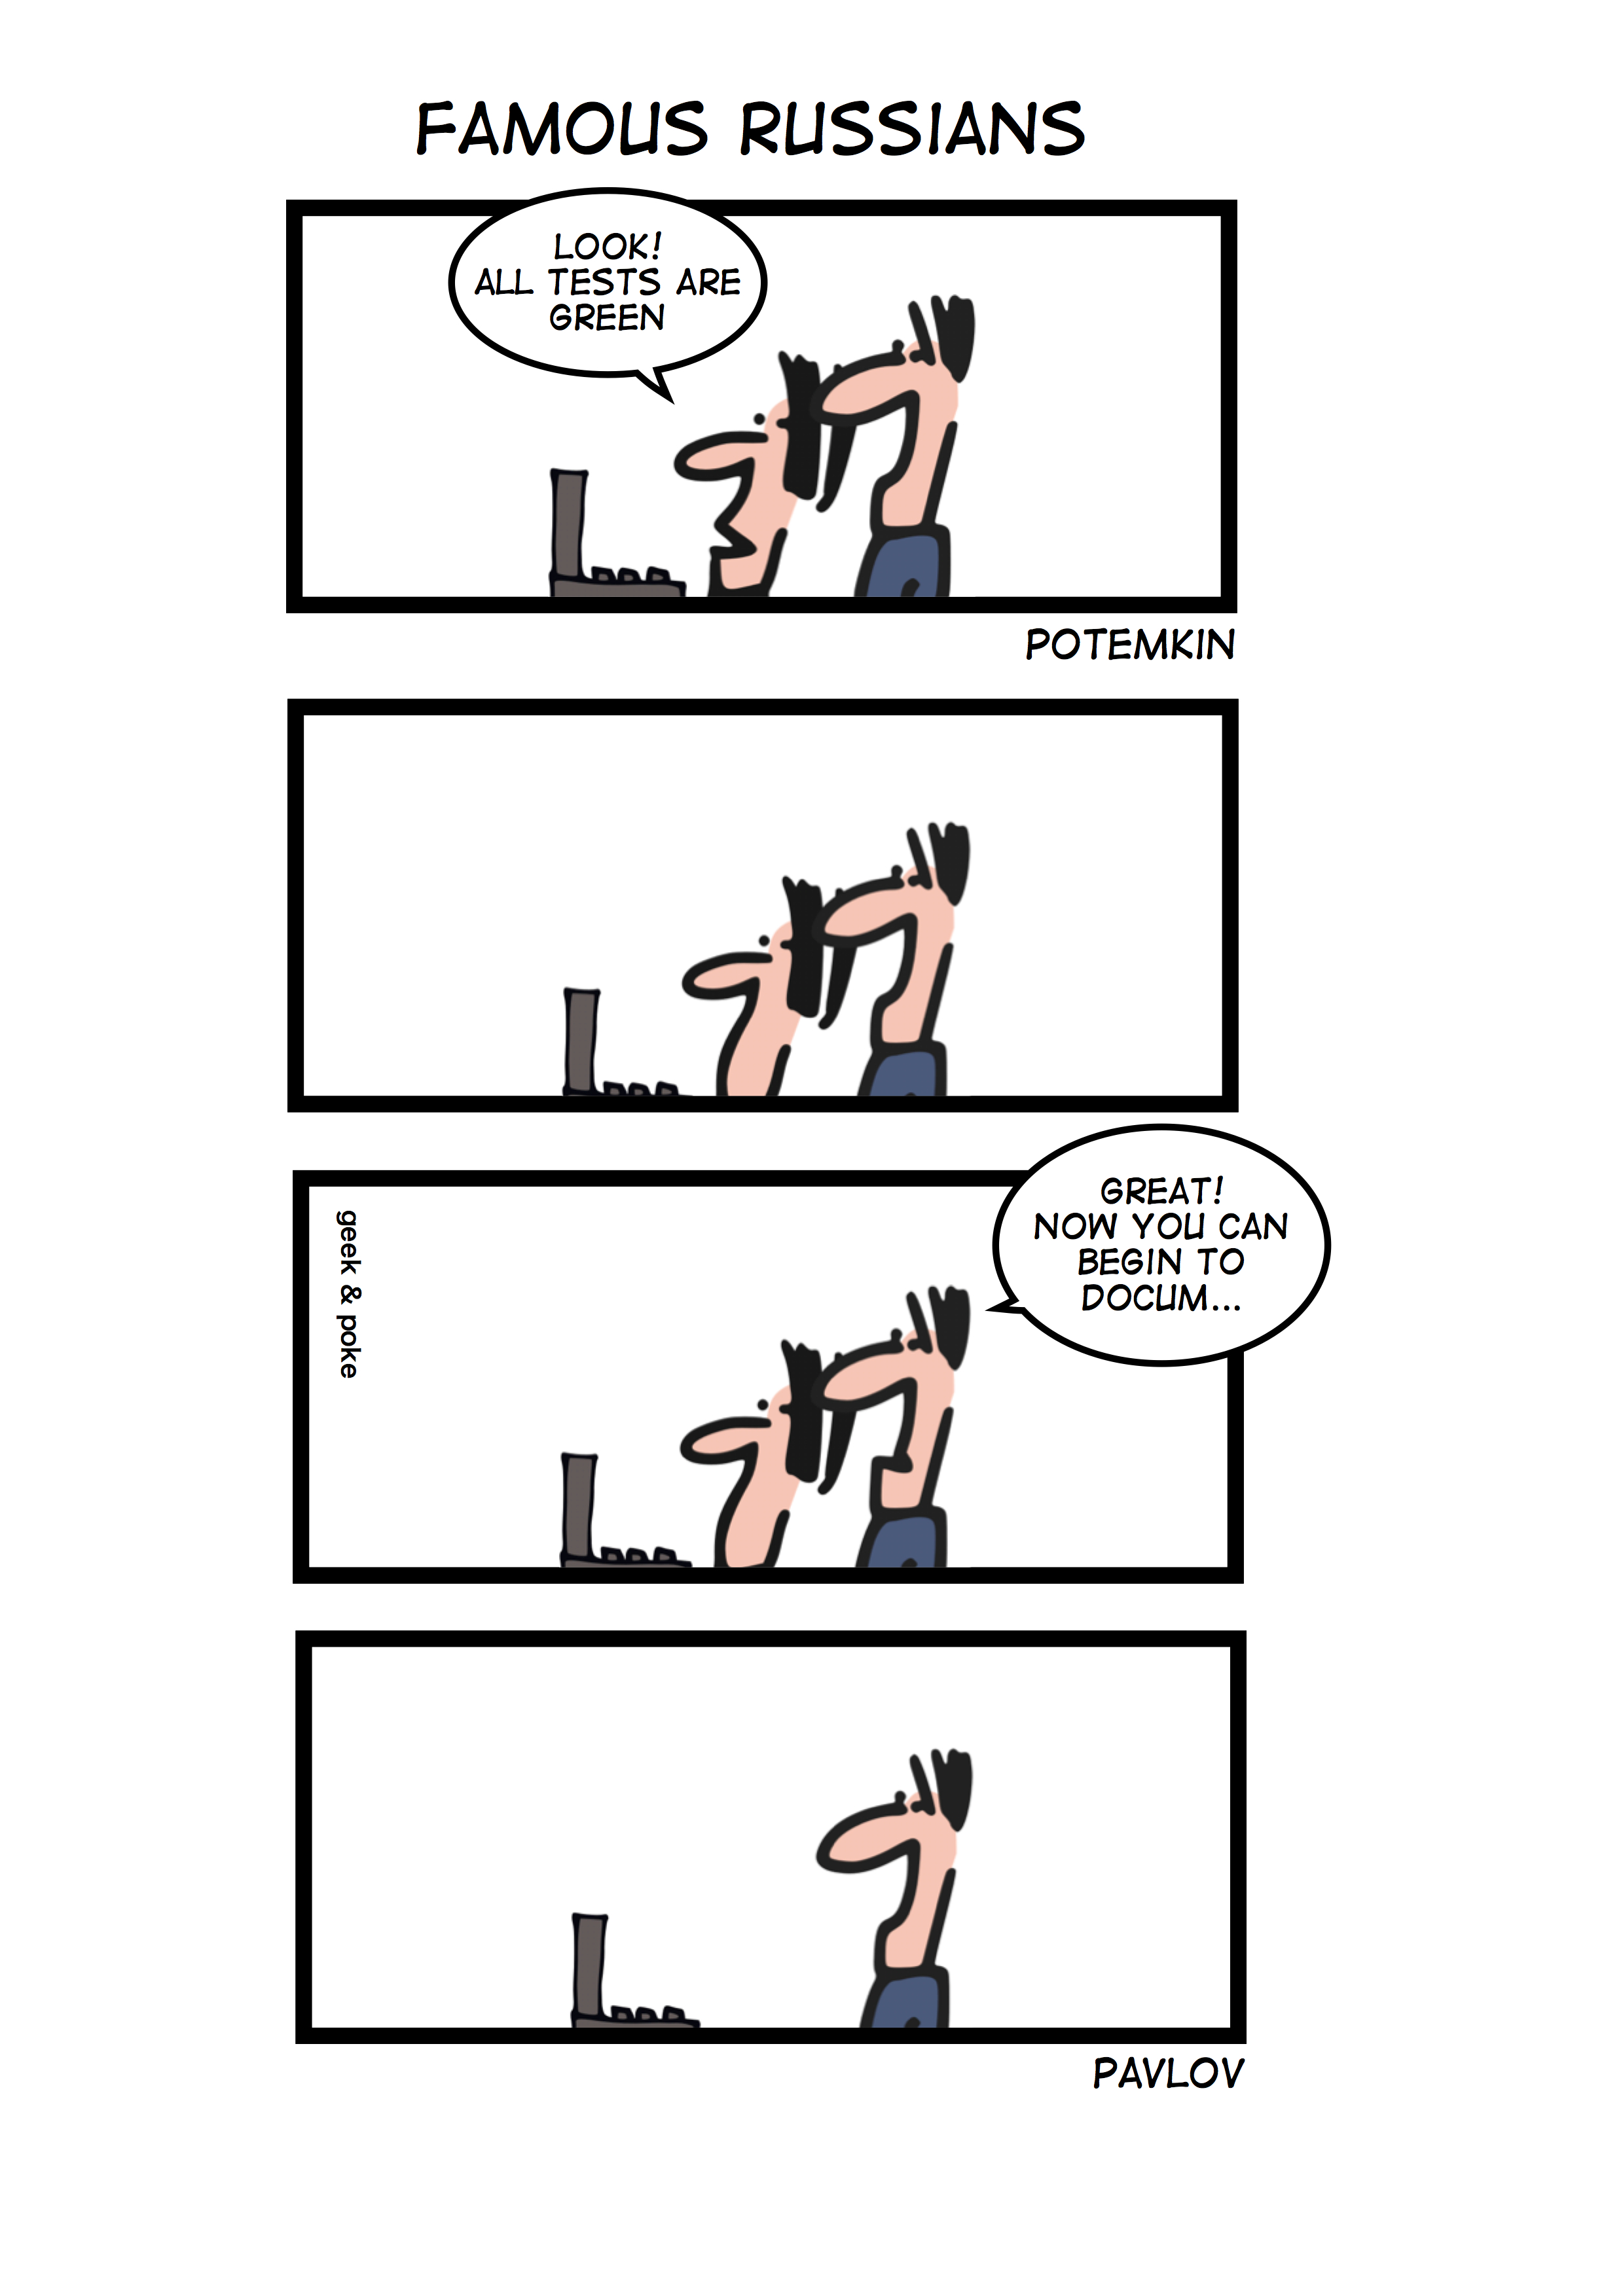 FAMOUS RUSSIANS
LOOK!
ALL TESTS ARE
GREEN
POTEMKIN
GREAT!
NOW YOU CAN
BEGIN TO
DOCUM...
geek & poke
PAVLOV